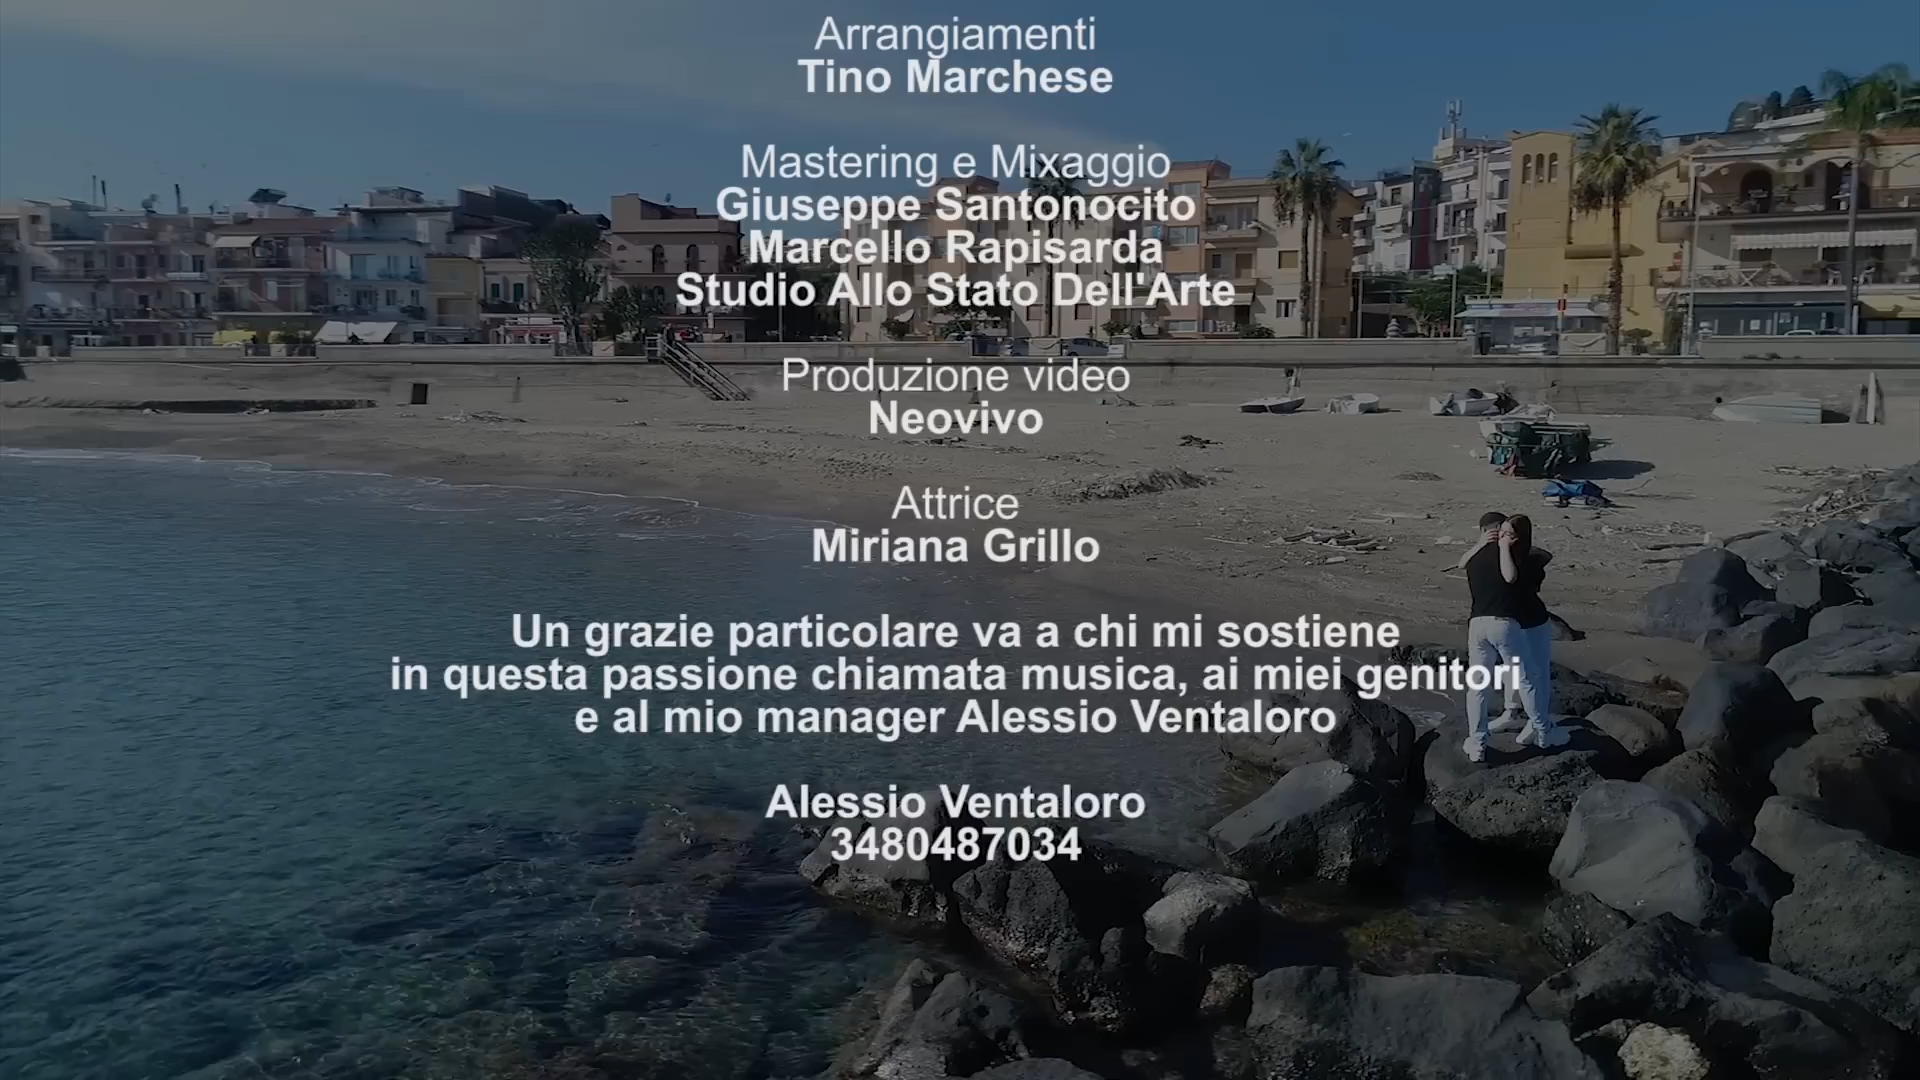 Arrangiamenti
Tino Marchese
Mastering e Mixaggio
Giuseppe Santonocito
Marcello Rapisarda
Studio Allo Stato Dell'Arte
Produzione video
Neovivo
Attrice
Miriana Grillo
Un grazie particolare va a chi mi sostiene
in questa passione chiamata musica, ai miei genitori
e al mio manager Alessio Ventaloro
Alessio Ventaloro
3480487034